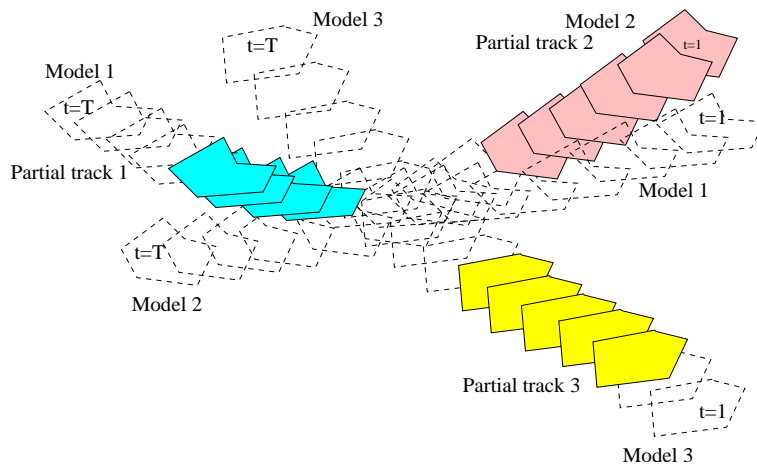 Model 3
t=T
Model 2
Partial track 2
t=1
Model 1
t=T
t=1
Partial track 1
Model 1
t=T
Model 2
Partial track 3
t=1
Model 3